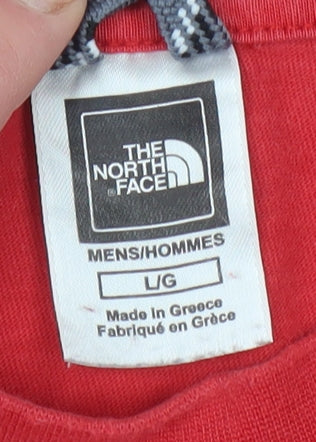 THE
NORTH
FACE
MENS/HOMMES
L/G
Made in Greece
Fabriqué en Grèce